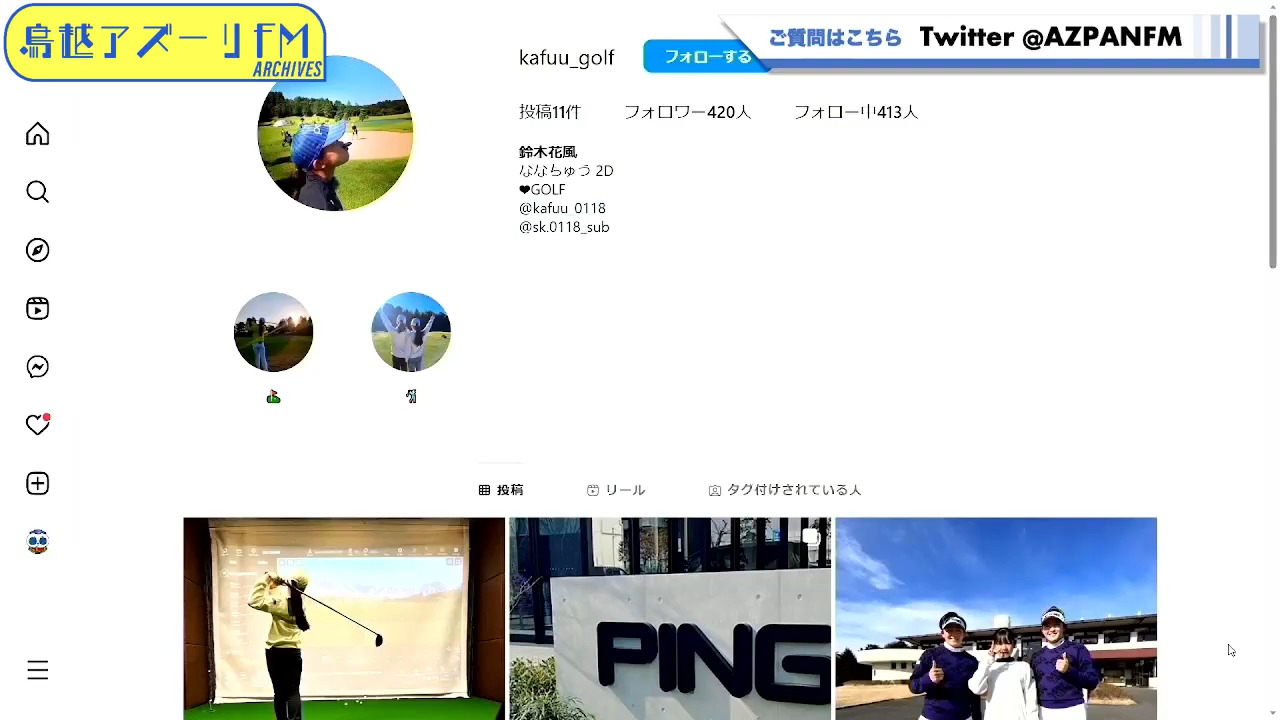 鳥越アズーリFM
ARCHIVES
ご質問はこちら Twitter @AZPANFM
kafuu_golf
フォローする
投稿11件 フォロワー420人 フォロー中413人
鈴木花風
ななちゅう 2D
❤GOLF
@kafuu_0118
@sk.0118_sub
投稿 リール タグ付けされている人
PING